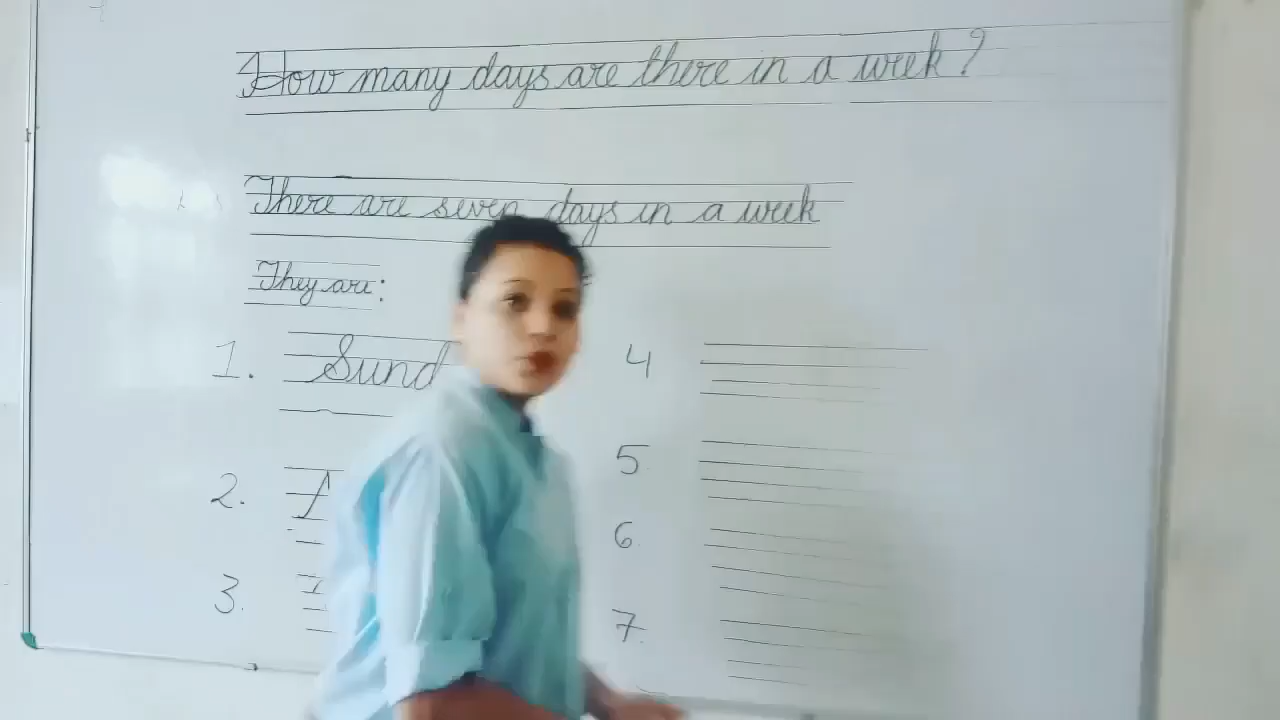 How many days are there in a week?
There are seven days in a week
They are:
1. Sund
2.
3.
4
5
6.
7.